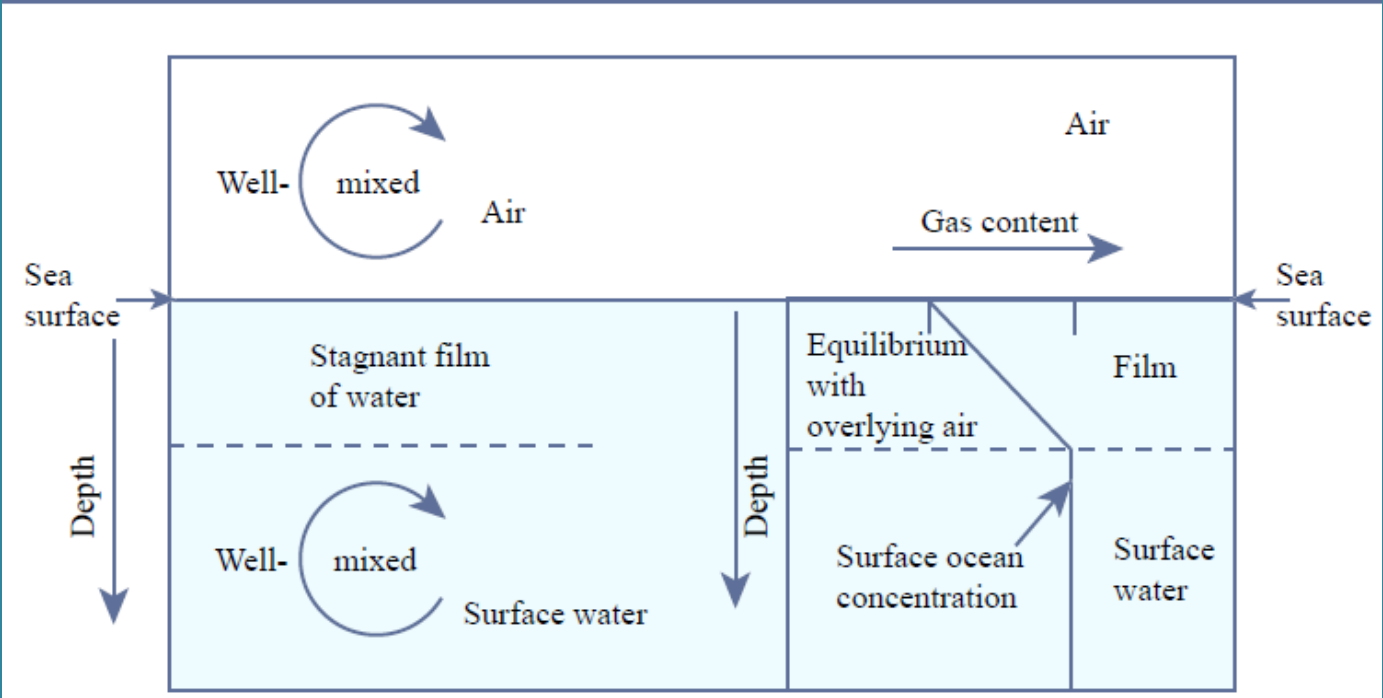 Air
Well- mixed
Air
Gas content
Sea
surface
Sea
surface
Stagnant film
of water
Equilibrium
with
overlying air
Film
Depth
Depth
Well- mixed
Surface water
Surface ocean
concentration
Surface
water